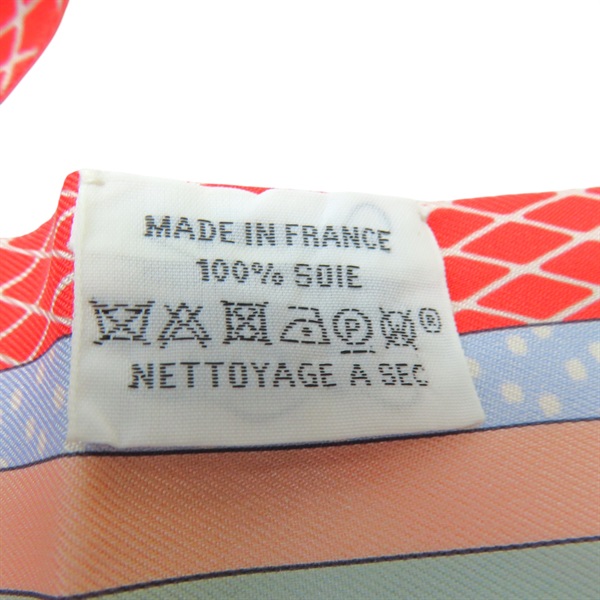 MADE IN FRANCE
100% SOIE
P W ®
NETTOYAGE A SEC